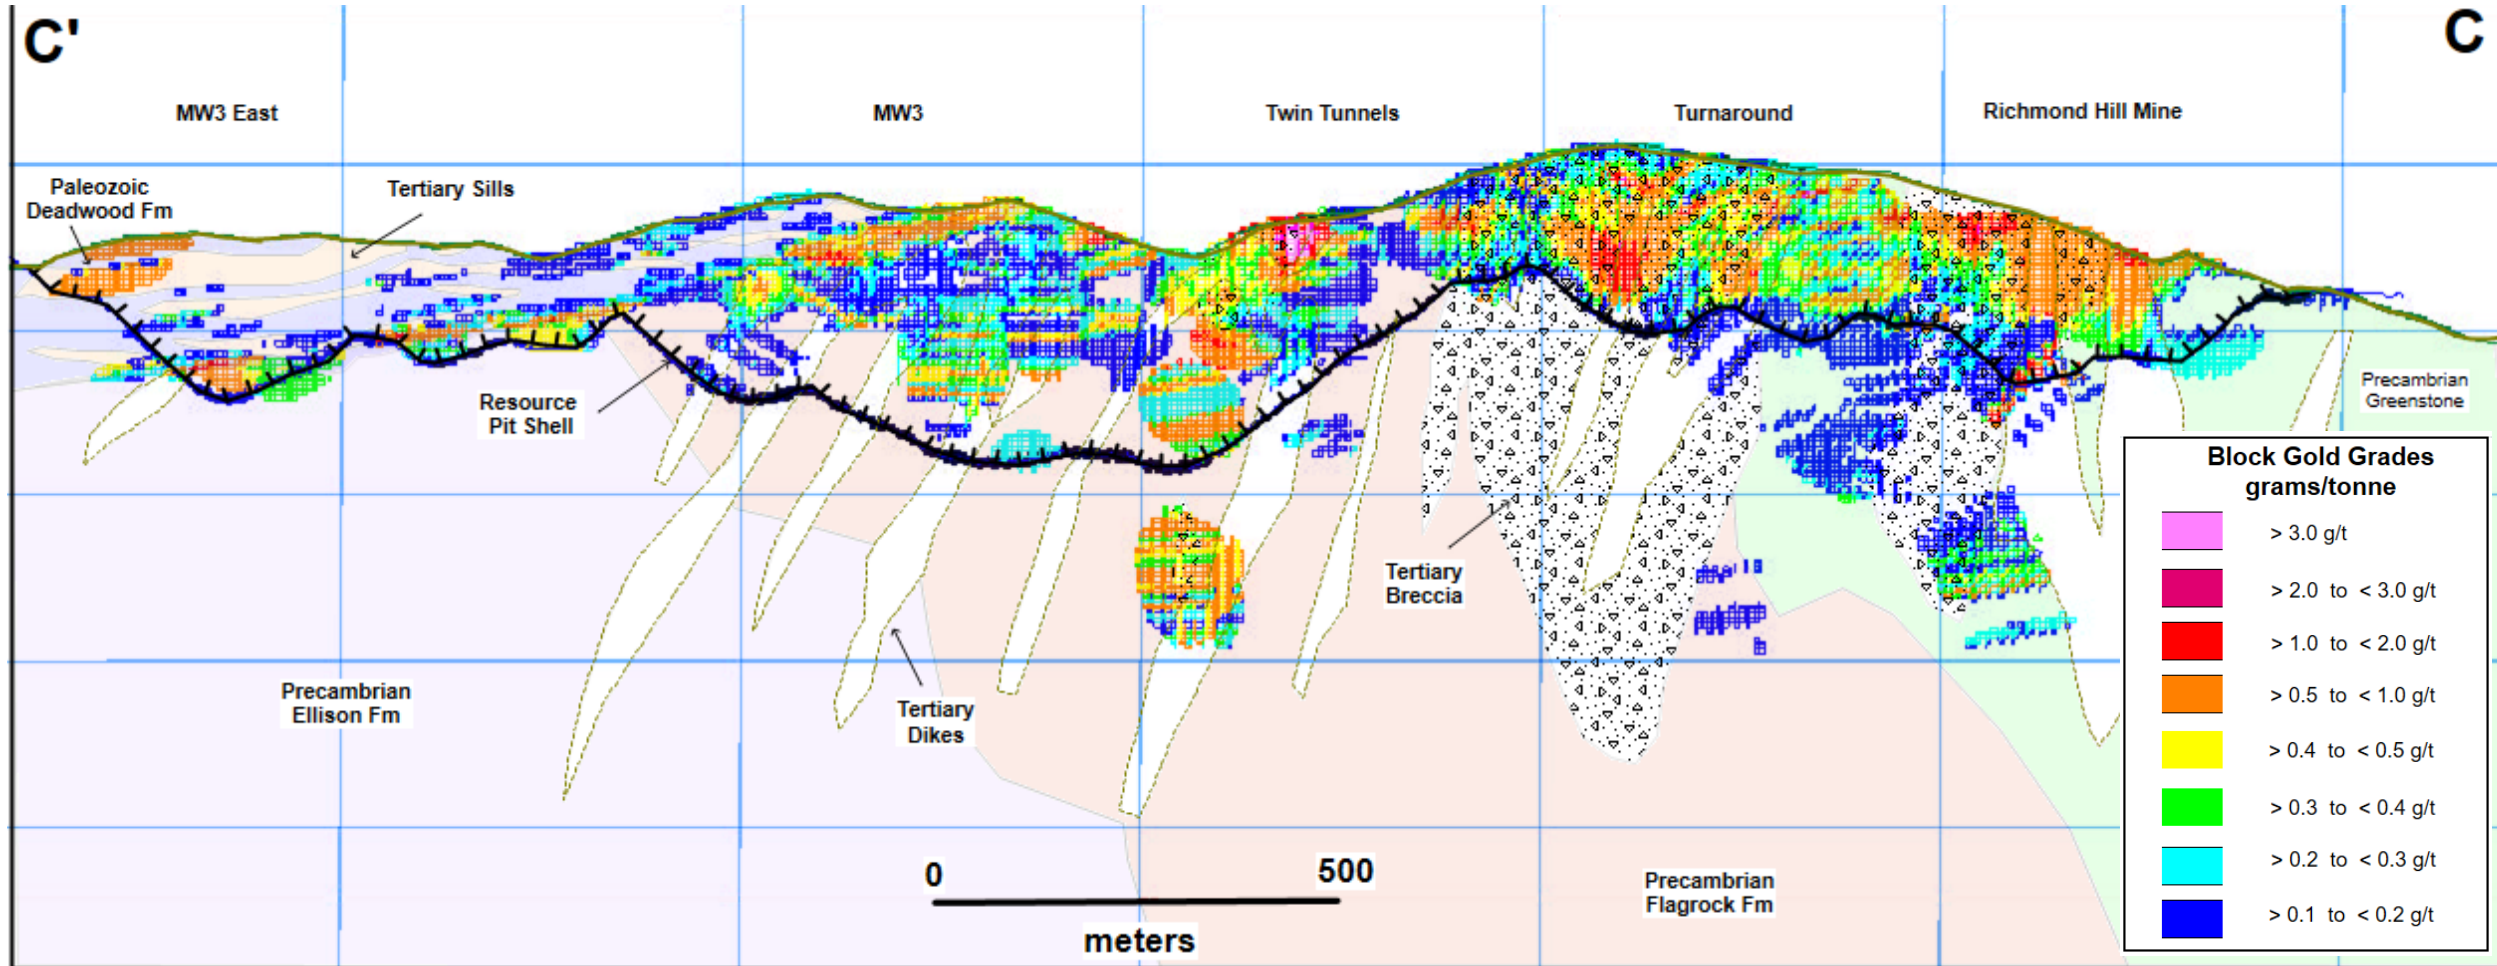 C'
C
MW3 East
MW3
Twin Tunnels
Turnaround
Richmond Hill Mine
Paleozoic
Deadwood Fm
Tertiary Sills
Resource
Pit Shell
Precambrian
Greenstone
Tertiary
Breccia
Precambrian
Ellison Fm
Tertiary
Dikes
Precambrian
Flagrock Fm
0
500
meters
Block Gold Grades
grams/tonne
> 3.0 g/t
> 2.0 to < 3.0 g/t
> 1.0 to < 2.0 g/t
> 0.5 to < 1.0 g/t
> 0.4 to < 0.5 g/t
> 0.3 to < 0.4 g/t
> 0.2 to < 0.3 g/t
> 0.1 to < 0.2 g/t